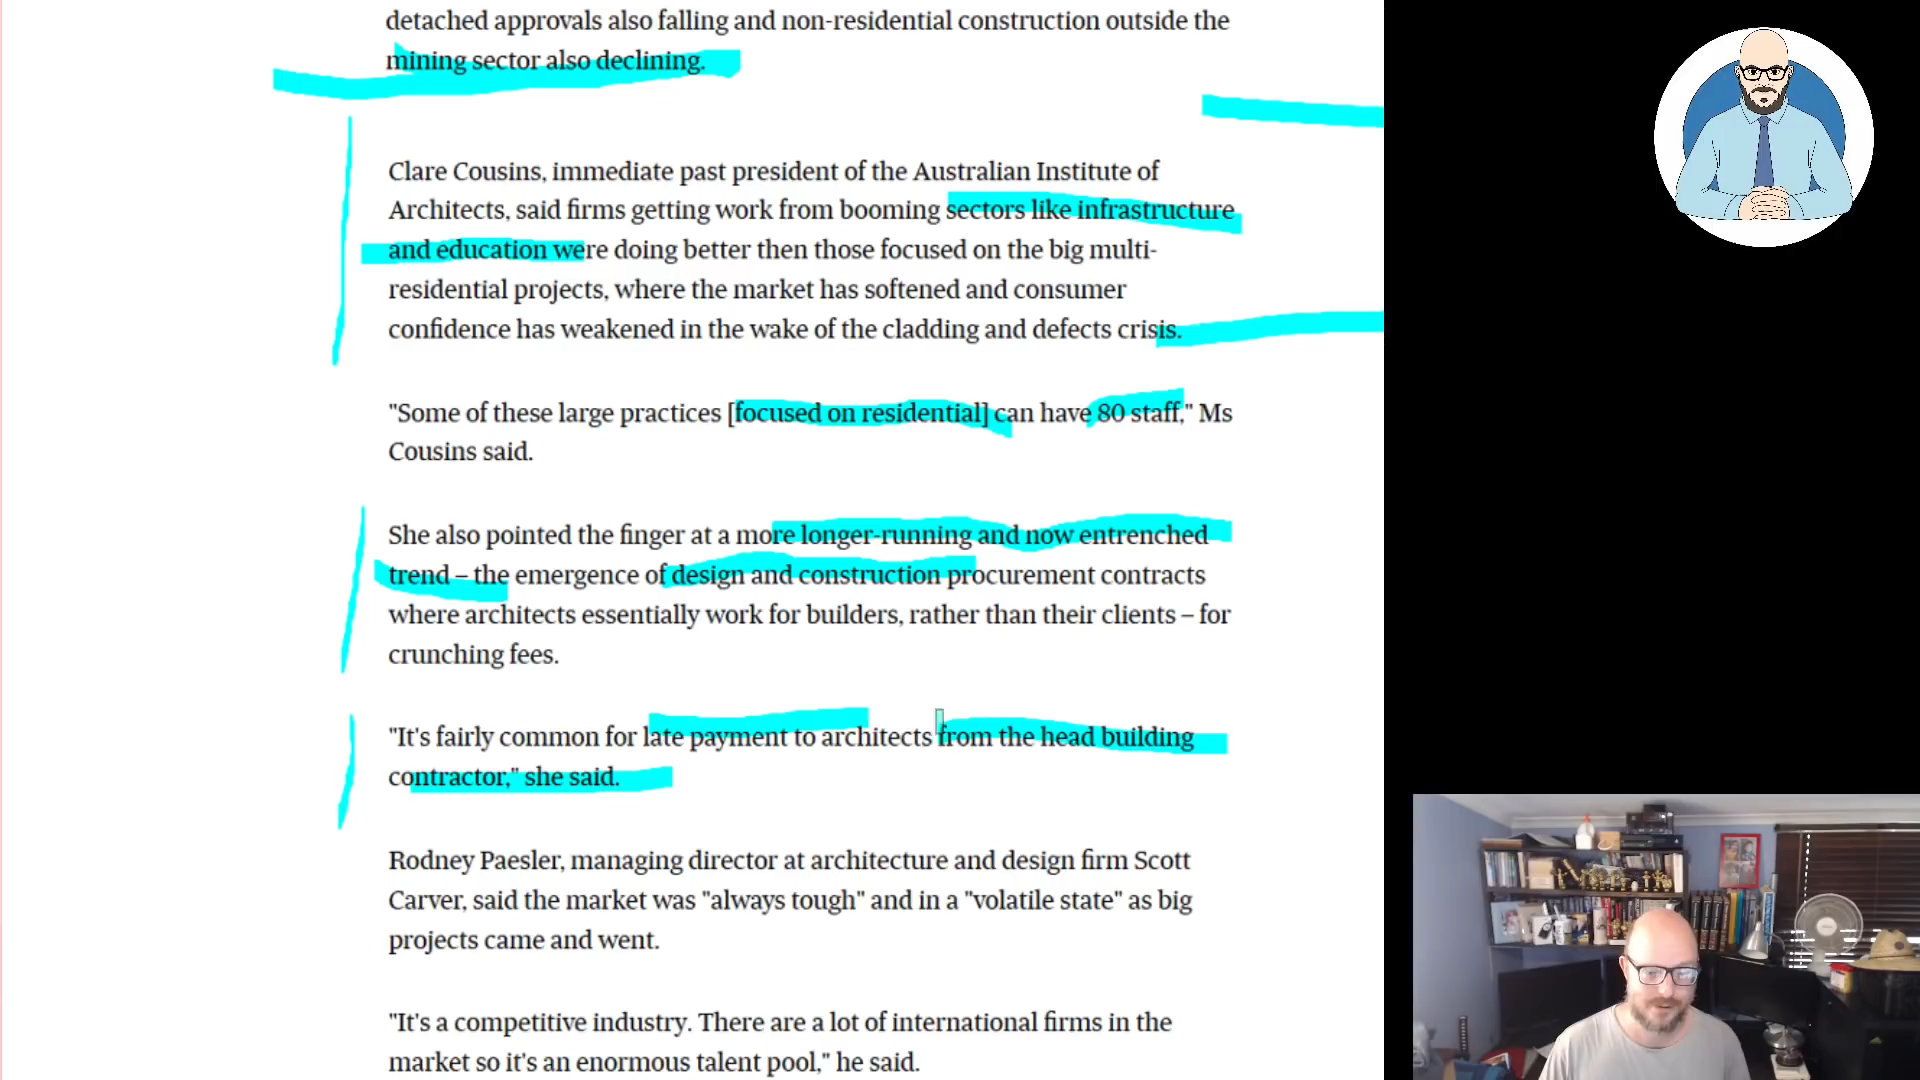 detached approvals also falling and non-residential construction outside the
mining sector also declining.
Clare Cousins, immediate past president of the Australian Institute of
Architects, said firms getting work from booming sectors like infrastructure
and education were doing better then those focused on the big multi-
residential projects, where the market has softened and consumer
confidence has weakened in the wake of the cladding and defects crisis.
"Some of these large practices [focused on residential] can have 80 staff," Ms
Cousins said.
She also pointed the finger at a more longer-running and now entrenched
trend – the emergence of design and construction procurement contracts
where architects essentially work for builders, rather than their clients – for
crunching fees.
"It's fairly common for late payment to architects from the head building
contractor," she said.
Rodney Paesler, managing director at architecture and design firm Scott
Carver, said the market was "always tough" and in a "volatile state" as big
projects came and went.
"It's a competitive industry. There are a lot of international firms in the
market so it's an enormous talent pool," he said.